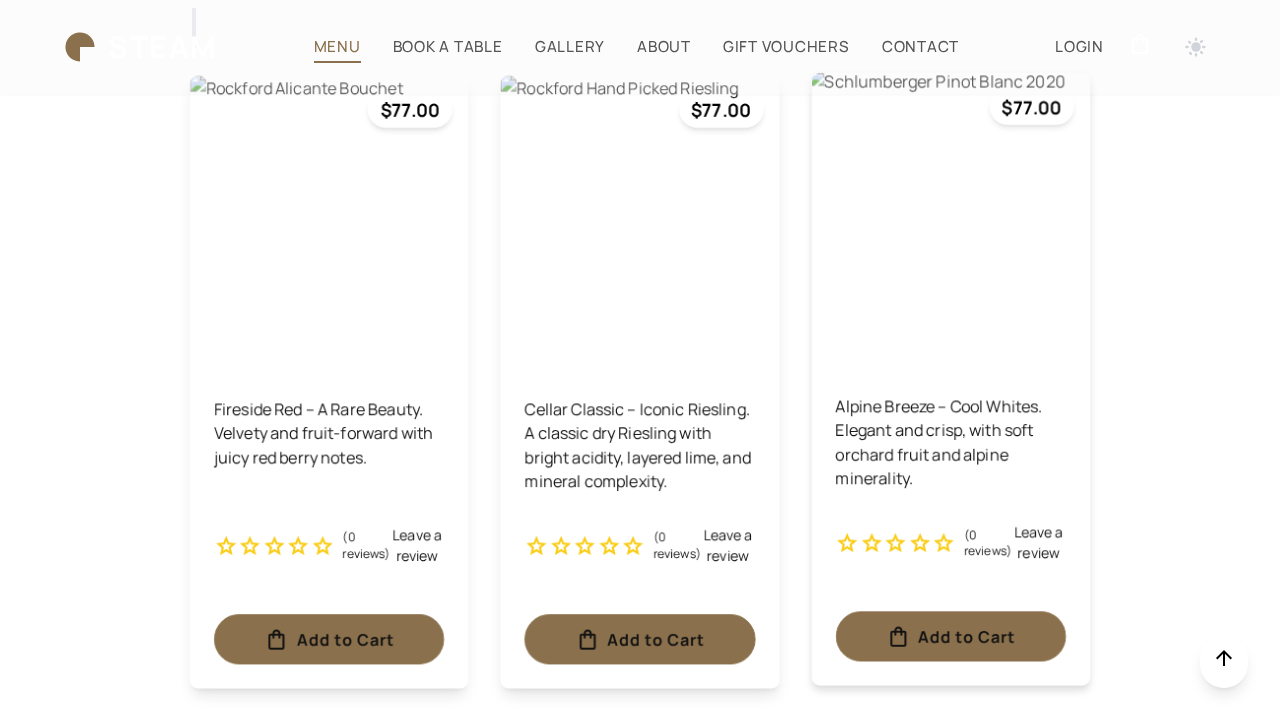 STEAM
MENU BOOK A TABLE GALLERY ABOUT GIFT VOUCHERS CONTACT LOGIN
Rockford Alicante Bouchet
$77.00
Fireside Red – A Rare Beauty.
Velvety and fruit-forward with
juicy red berry notes.
(0
reviews)
Leave a
review
Add to Cart
Rockford Hand Picked Riesling
$77.00
Cellar Classic – Iconic Riesling.
A classic dry Riesling with
bright acidity, layered lime, and
mineral complexity.
(0
reviews)
Leave a
review
Add to Cart
Schlumberger Pinot Blanc 2020
$77.00
Alpine Breeze – Cool Whites.
Elegant and crisp, with soft
orchard fruit and alpine
minerality.
(0
reviews)
Leave a
review
Add to Cart